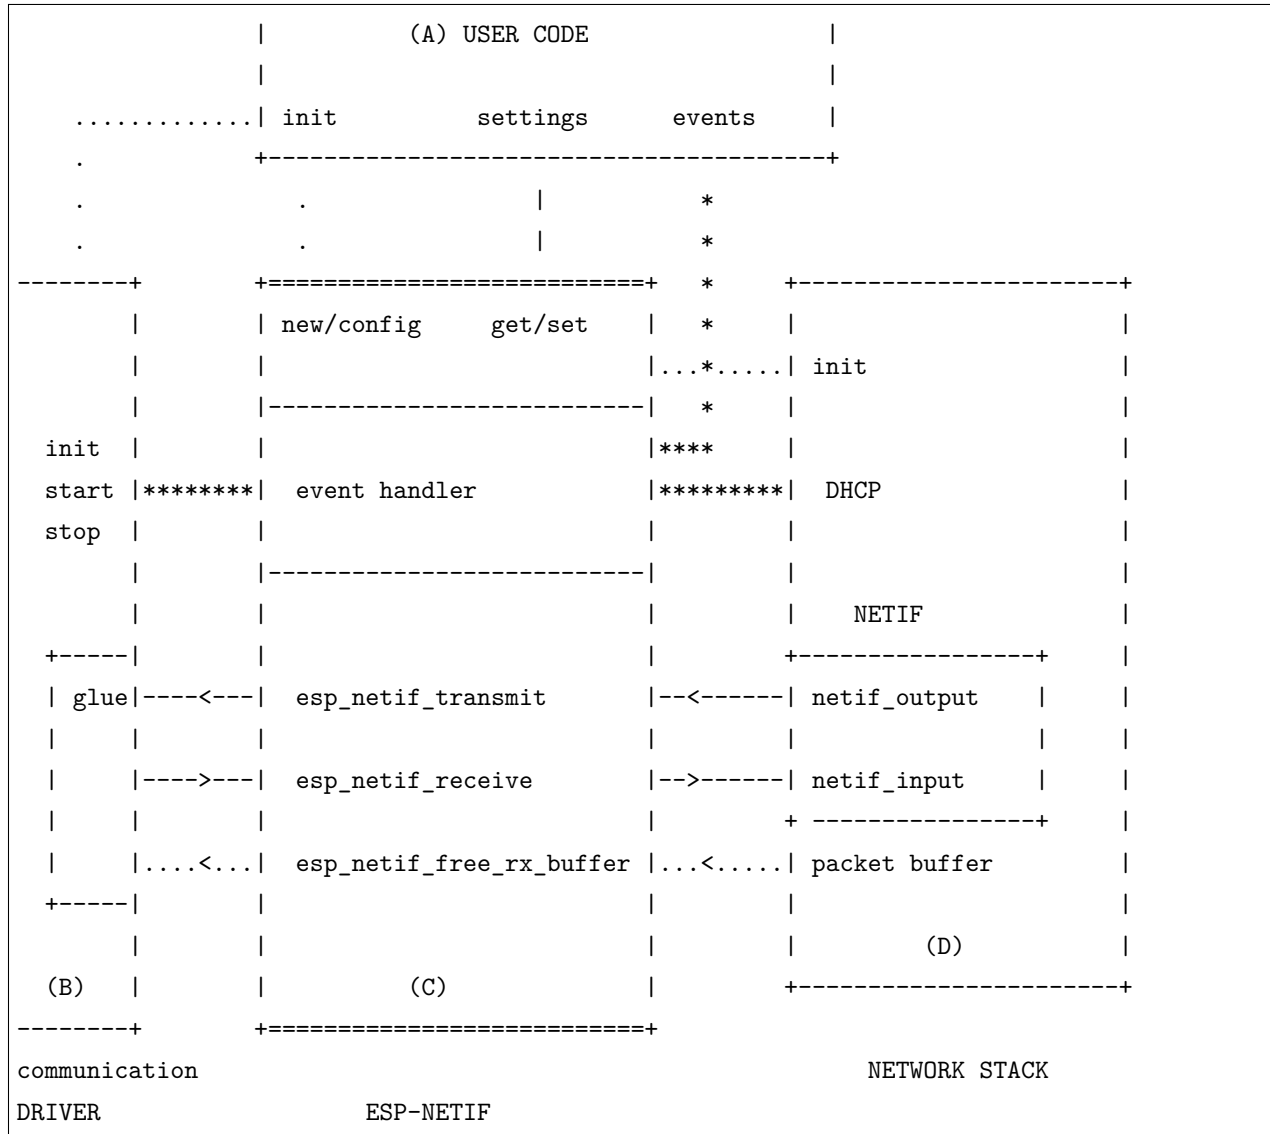 |          (A) USER CODE                 |
            |                                        |
.............| init          settings      events     |
.            +----------------------------------------+
.               .                |           *
.               .                |           *
--------+        +===========================+   *     +-----------------------+
        |        | new/config     get/set    |   *     |                       |
        |        |                           |...*.....| init                  |
        |        |---------------------------|   *     |                       |
  init  |        |                           |****     |                       |
  start |********|  event handler            |*********|  DHCP                 |
  stop  |        |                           |         |                       |
        |        |---------------------------|         |                       |
        |        |                           |         |    NETIF              |
  +-----|        |                           |         +-----------------+     |
  | glue|----<---|  esp_netif_transmit       |--<------| netif_output    |     |
  |     |        |                           |         |                 |     |
  |     |---->---|  esp_netif_receive        |-->------| netif_input     |     |
  |     |        |                           |         + ----------------+     |
  |     |....<...|  esp_netif_free_rx_buffer |...<.....| packet buffer         |
  +-----|        |                           |         |                       |
        |        |                           |         |         (D)           |
  (B)   |        |          (C)              |         +-----------------------+
--------+        +===========================+
communication                                                NETWORK STACK
DRIVER                   ESP-NETIF